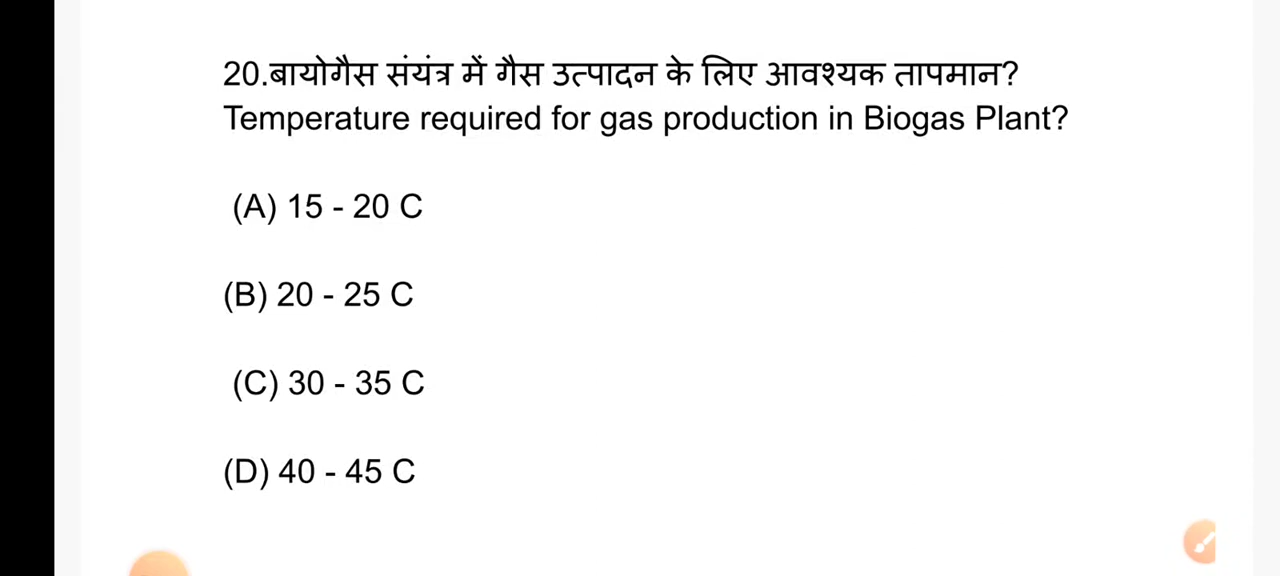 20.बायोगैस संयंत्र में गैस उत्पादन के लिए आवश्यक तापमान?
Temperature required for gas production in Biogas Plant?
(A) 15 - 20 C
(B) 20 - 25 C
(C) 30 - 35 C
(D) 40 - 45 C